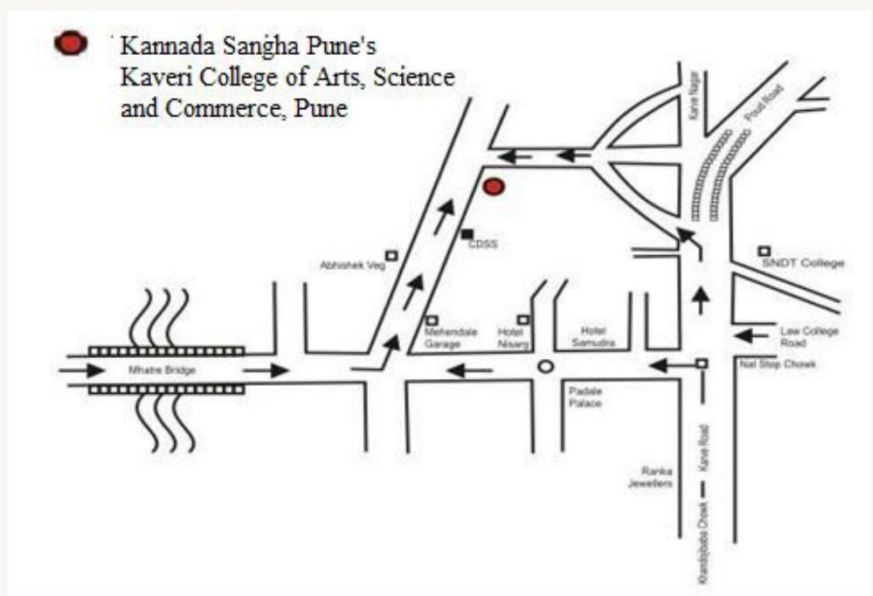 Kannada Sangha Pune's
Kaveri College of Arts, Science
and Commerce, Pune
Karve Nagar
Poud Road
CDSS
Abhishek Veg
SNDT College
Mehendale
Garage
Hotel
Nisarg
Hotel
Samudra
Law College
Road
Mhatre Bridge
Nal Stop Chowk
Padale
Palace
Karve Road
Ranka
Jewellers
Khandojibaba Chowk